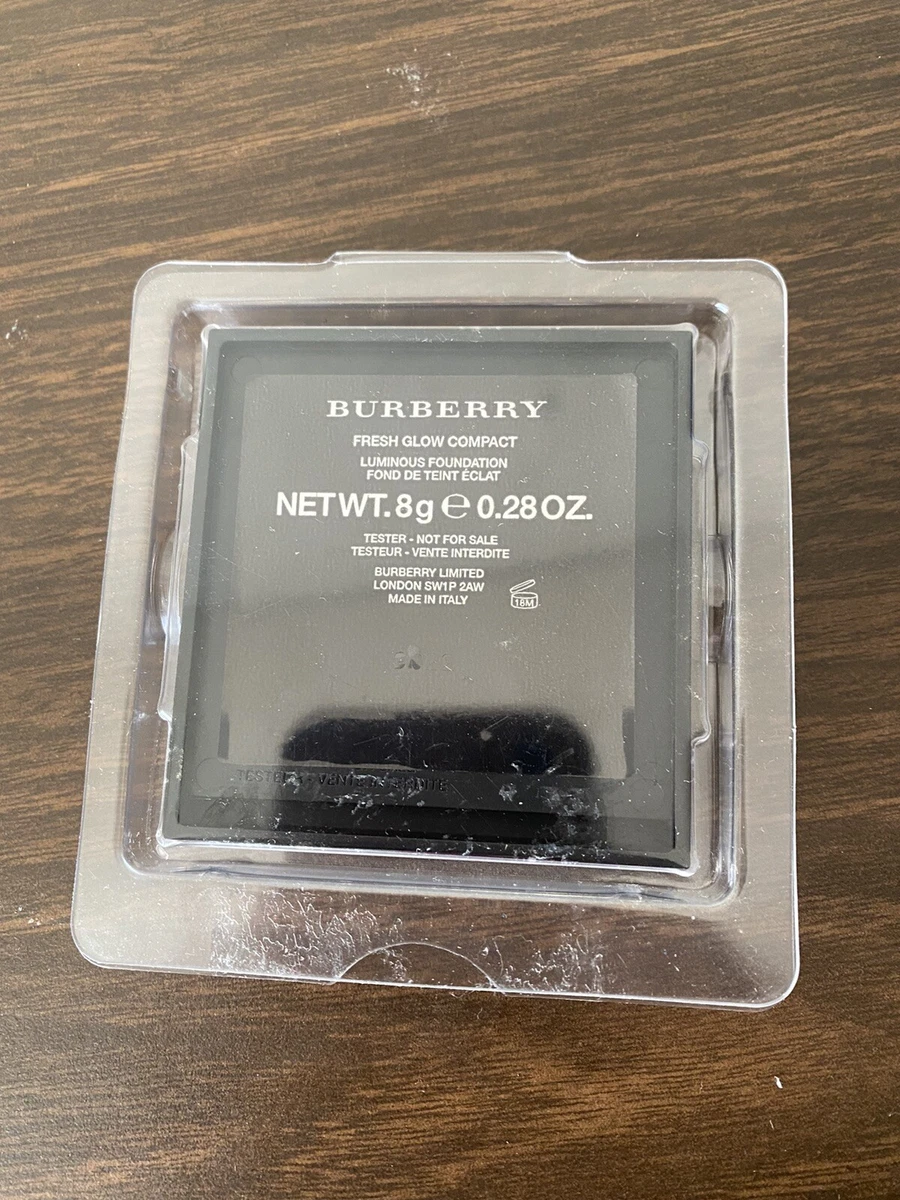 BURBERRY
FRESH GLOW COMPACT
LUMINOUS FOUNDATION
FOND DE TEINT ÉCLAT
NET WT. 8g ℮ 0.28 OZ.
TESTER - NOT FOR SALE
TESTEUR - VENTE INTERDITE
BURBERRY LIMITED
LONDON SW1P 2AW
MADE IN ITALY
18M